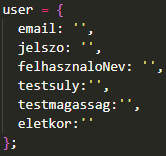 user = {
email: '',
jelszo: '',
felhasznaloNev: '',
testsuly:'',
testmagassag:'',
eletkor:''
};